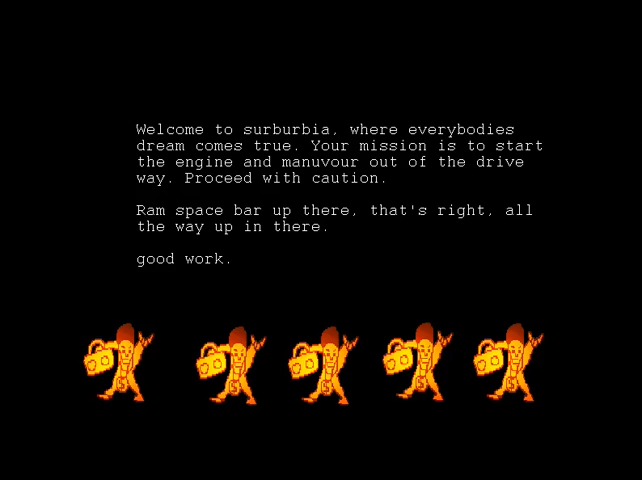 Welcome to surburbia, where everybodies
dream comes true. Your mission is to start
the engine and manuvour out of the drive
way. Proceed with caution.
Ram space bar up there, that's right, all
the way up in there.
good work.